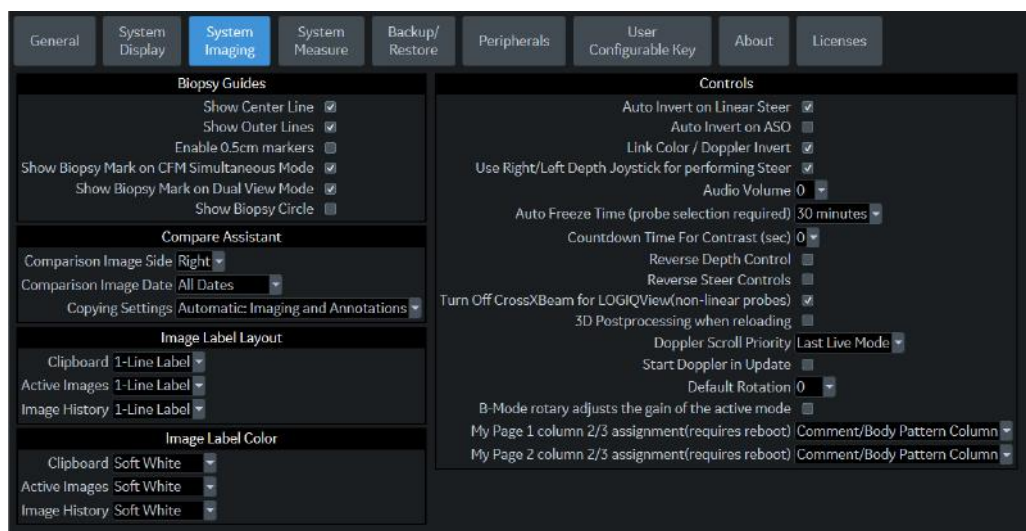 General
System Display
System Imaging
System Measure
Backup/ Restore
Peripherals
User Configurable Key
About
Licenses
Biopsy Guides
Show Center Line
Show Outer Lines
Enable 0.5cm markers
Show Biopsy Mark on CFM Simultaneous Mode
Show Biopsy Mark on Dual View Mode
Show Biopsy Circle
Compare Assistant
Comparison Image Side Right
Comparison Image Date All Dates
Copying Settings Automatic: Imaging and Annotations
Image Label Layout
Clipboard 1-Line Label
Active Images 1-Line Label
Image History 1-Line Label
Image Label Color
Clipboard Soft White
Active Images Soft White
Image History Soft White
Controls
Auto Invert on Linear Steer
Auto Invert on ASO
Link Color / Doppler Invert
Use Right/Left Depth Joystick for performing Steer
Audio Volume 0
Auto Freeze Time (probe selection required) 30 minutes
Countdown Time For Contrast (sec) 0
Reverse Depth Control
Reverse Steer Controls
Turn Off CrossXBeam for LOGIQView(non-linear probes)
3D Postprocessing when reloading
Doppler Scroll Priority Last Live Mode
Start Doppler in Update
Default Rotation 0
B-Mode rotary adjusts the gain of the active mode
My Page 1 column 2/3 assignment(requires reboot) Comment/Body Pattern Column
My Page 2 column 2/3 assignment(requires reboot) Comment/Body Pattern Column